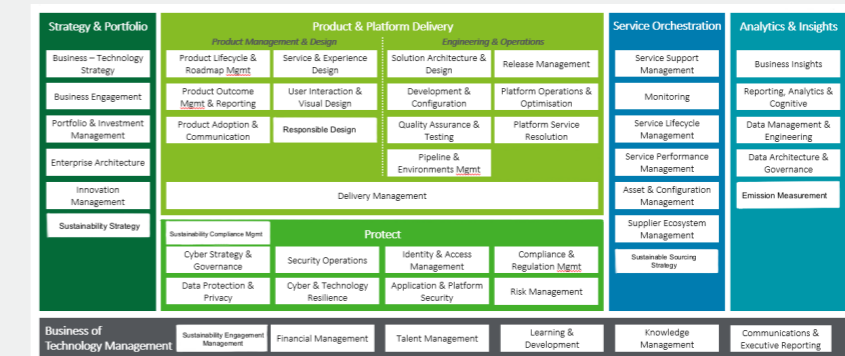 Strategy & Portfolio
Business – Technology
Strategy
Business Engagement
Portfolio & Investment
Management
Enterprise Architecture
Innovation
Management
Sustainability Strategy
Product & Platform Delivery
Product Management & Design
Product Lifecycle &
Roadmap Mgmt
Service & Experience
Design
Product Outcome
Mgmt & Reporting
User Interaction &
Visual Design
Product Adoption &
Communication
Responsible Design
Engineering & Operations
Solution Architecture &
Design
Release Management
Development &
Configuration
Platform Operations &
Optimisation
Quality Assurance &
Testing
Platform Service
Resolution
Pipeline &
Environments Mgmt
Delivery Management
Sustainability Compliance Mgmt
Protect
Cyber Strategy &
Governance
Security Operations
Identity & Access
Management
Compliance &
Regulation Mgmt
Data Protection &
Privacy
Cyber & Technology
Resilience
Application & Platform
Security
Risk Management
Service Orchestration
Service Support
Management
Monitoring
Service Lifecycle
Management
Service Performance
Management
Asset & Configuration
Management
Supplier Ecosystem
Management
Sustainable Sourcing
Strategy
Analytics & Insights
Business Insights
Reporting, Analytics &
Cognitive
Data Management &
Engineering
Data Architecture &
Governance
Emission Measurement
Business of
Technology Management
Sustainability Engagement
Management
Financial Management
Talent Management
Learning &
Development
Knowledge
Management
Communications &
Executive Reporting